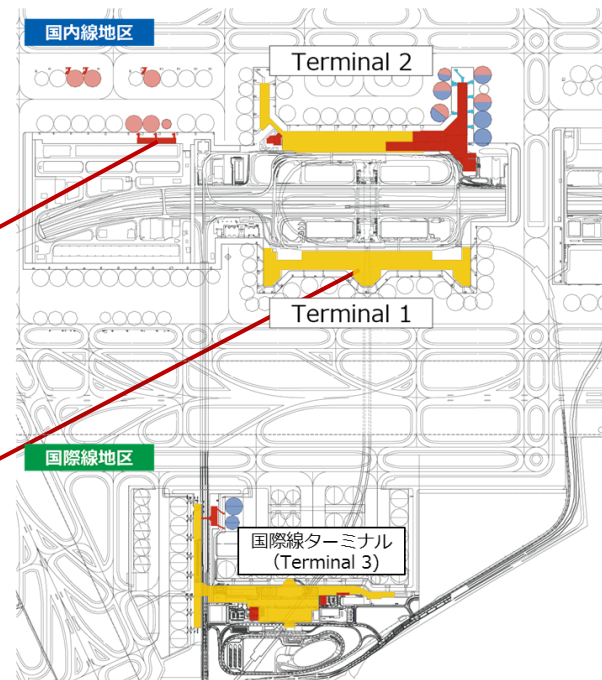 国内線地区
Terminal 2
Terminal 1
国際線地区
国際線ターミナル
（Terminal 3)